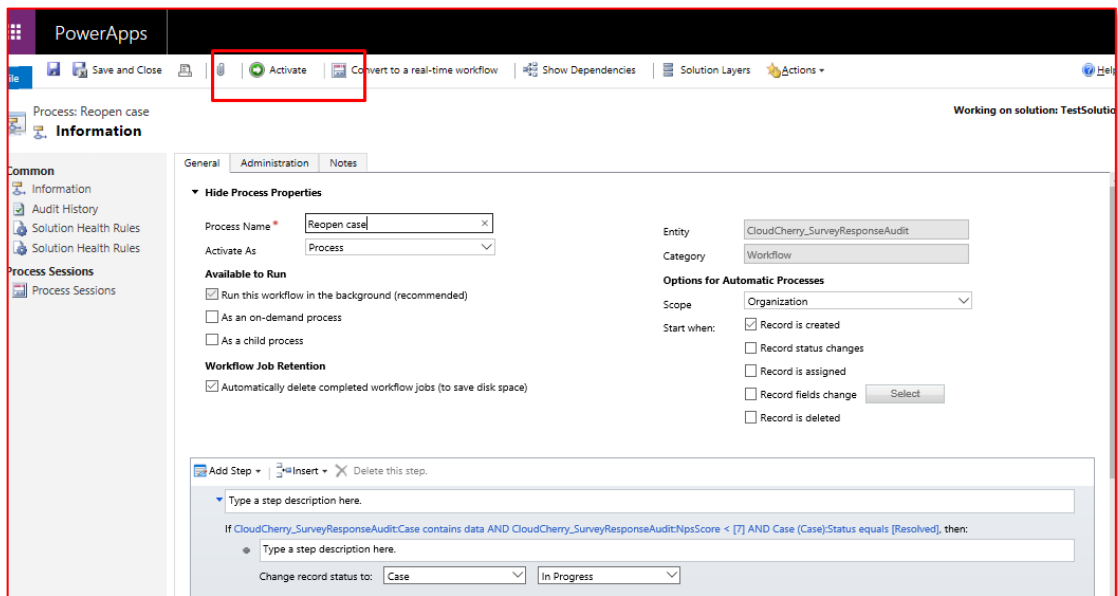 PowerApps
ile Save and Close Activate Convert to a real-time workflow Show Dependencies Solution Layers Actions Help
Process: Reopen case
Information
Working on solution: TestSolutio
Common
Information
Audit History
Solution Health Rules
Solution Health Rules
Process Sessions
Process Sessions
General Administration Notes
Hide Process Properties
Process Name * Reopen case
Activate As Process
Available to Run
Run this workflow in the background (recommended)
As an on-demand process
As a child process
Workflow Job Retention
Automatically delete completed workflow jobs (to save disk space)
Entity CloudCherry_SurveyResponseAudit
Category Workflow
Options for Automatic Processes
Scope Organization
Start when: Record is created
Record status changes
Record is assigned
Record fields change Select
Record is deleted
Add Step Insert Delete this step.
Type a step description here.
If CloudCherry_SurveyResponseAudit:Case contains data AND CloudCherry_SurveyResponseAudit:NpsScore < [7] AND Case (Case):Status equals [Resolved], then:
Type a step description here.
Change record status to: Case In Progress